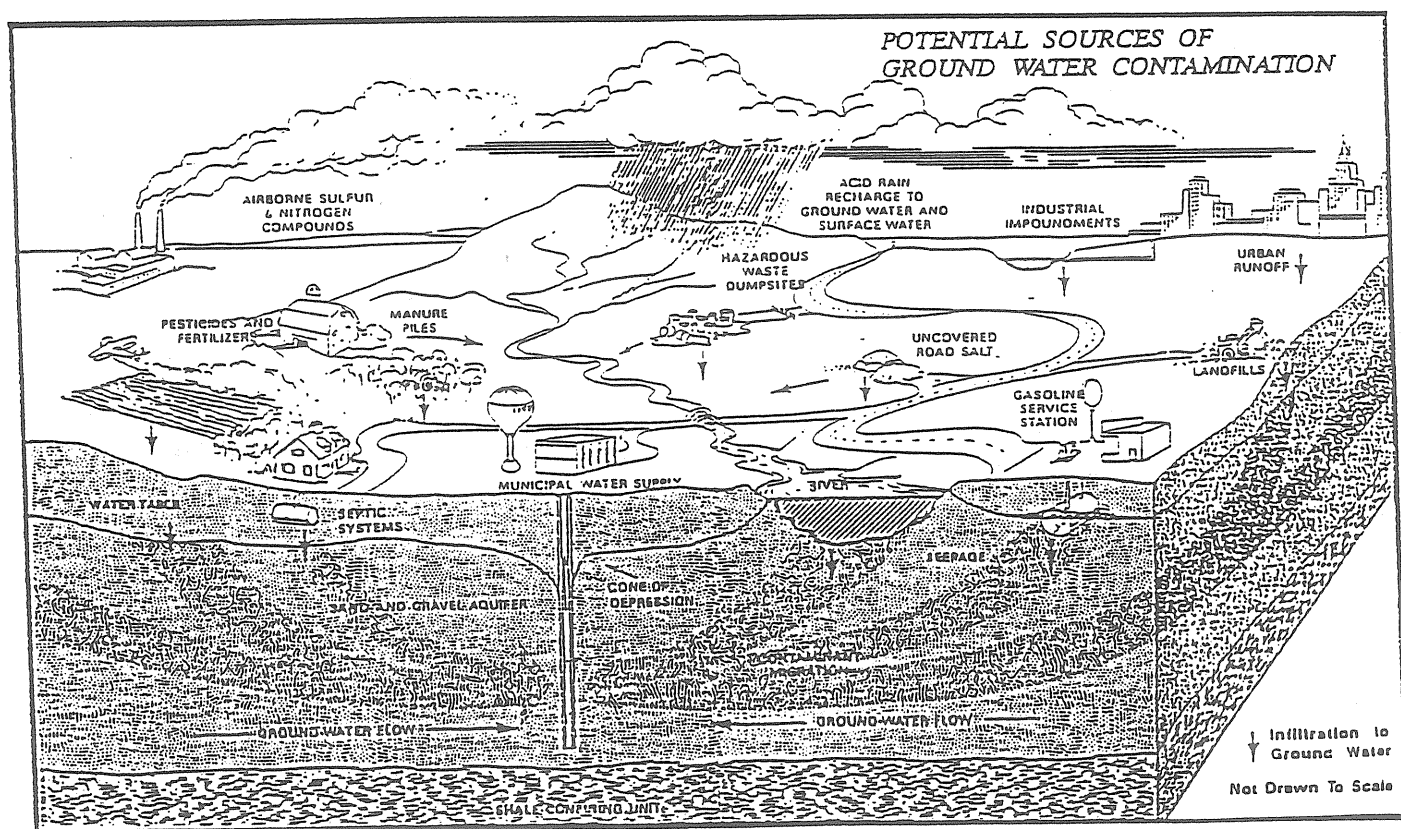 POTENTIAL SOURCES OF
GROUND WATER CONTAMINATION
AIRBORNE SULFUR
& NITROGEN
COMPOUNDS
ACID RAIN
RECHARGE TO
GROUND WATER AND
SURFACE WATER
INDUSTRIAL
IMPOUNDMENTS
HAZARDOUS
WASTE
DUMPSITES
URBAN
RUNOFF
PESTICIDES AND
FERTILIZER
MANURE
PILES
UNCOVERED
ROAD SALT
LANDFILLS
GASOLINE
SERVICE
STATION
MUNICIPAL WATER SUPPLY
RIVER
WATER TABLE
SEPTIC
SYSTEMS
SEEPAGE
SAND AND GRAVEL AQUIFER
CONE OF
DEPRESSION
CONTAMINANT
GROUND-WATER FLOW
GROUND-WATER FLOW
Infiltration to
Ground Water
Not Drawn To Scale
SHALE CONFINING UNIT